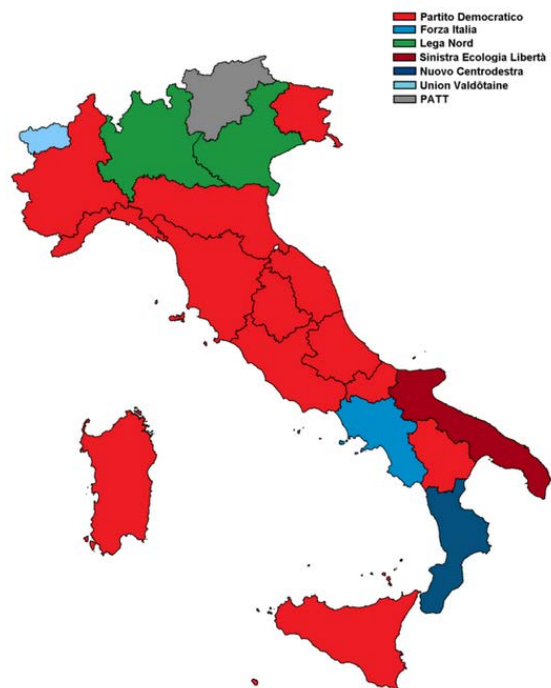 Partito Democratico
Forza Italia
Lega Nord
Sinistra Ecologia Libertà
Nuovo Centrodestra
Union Valdôtaine
PATT